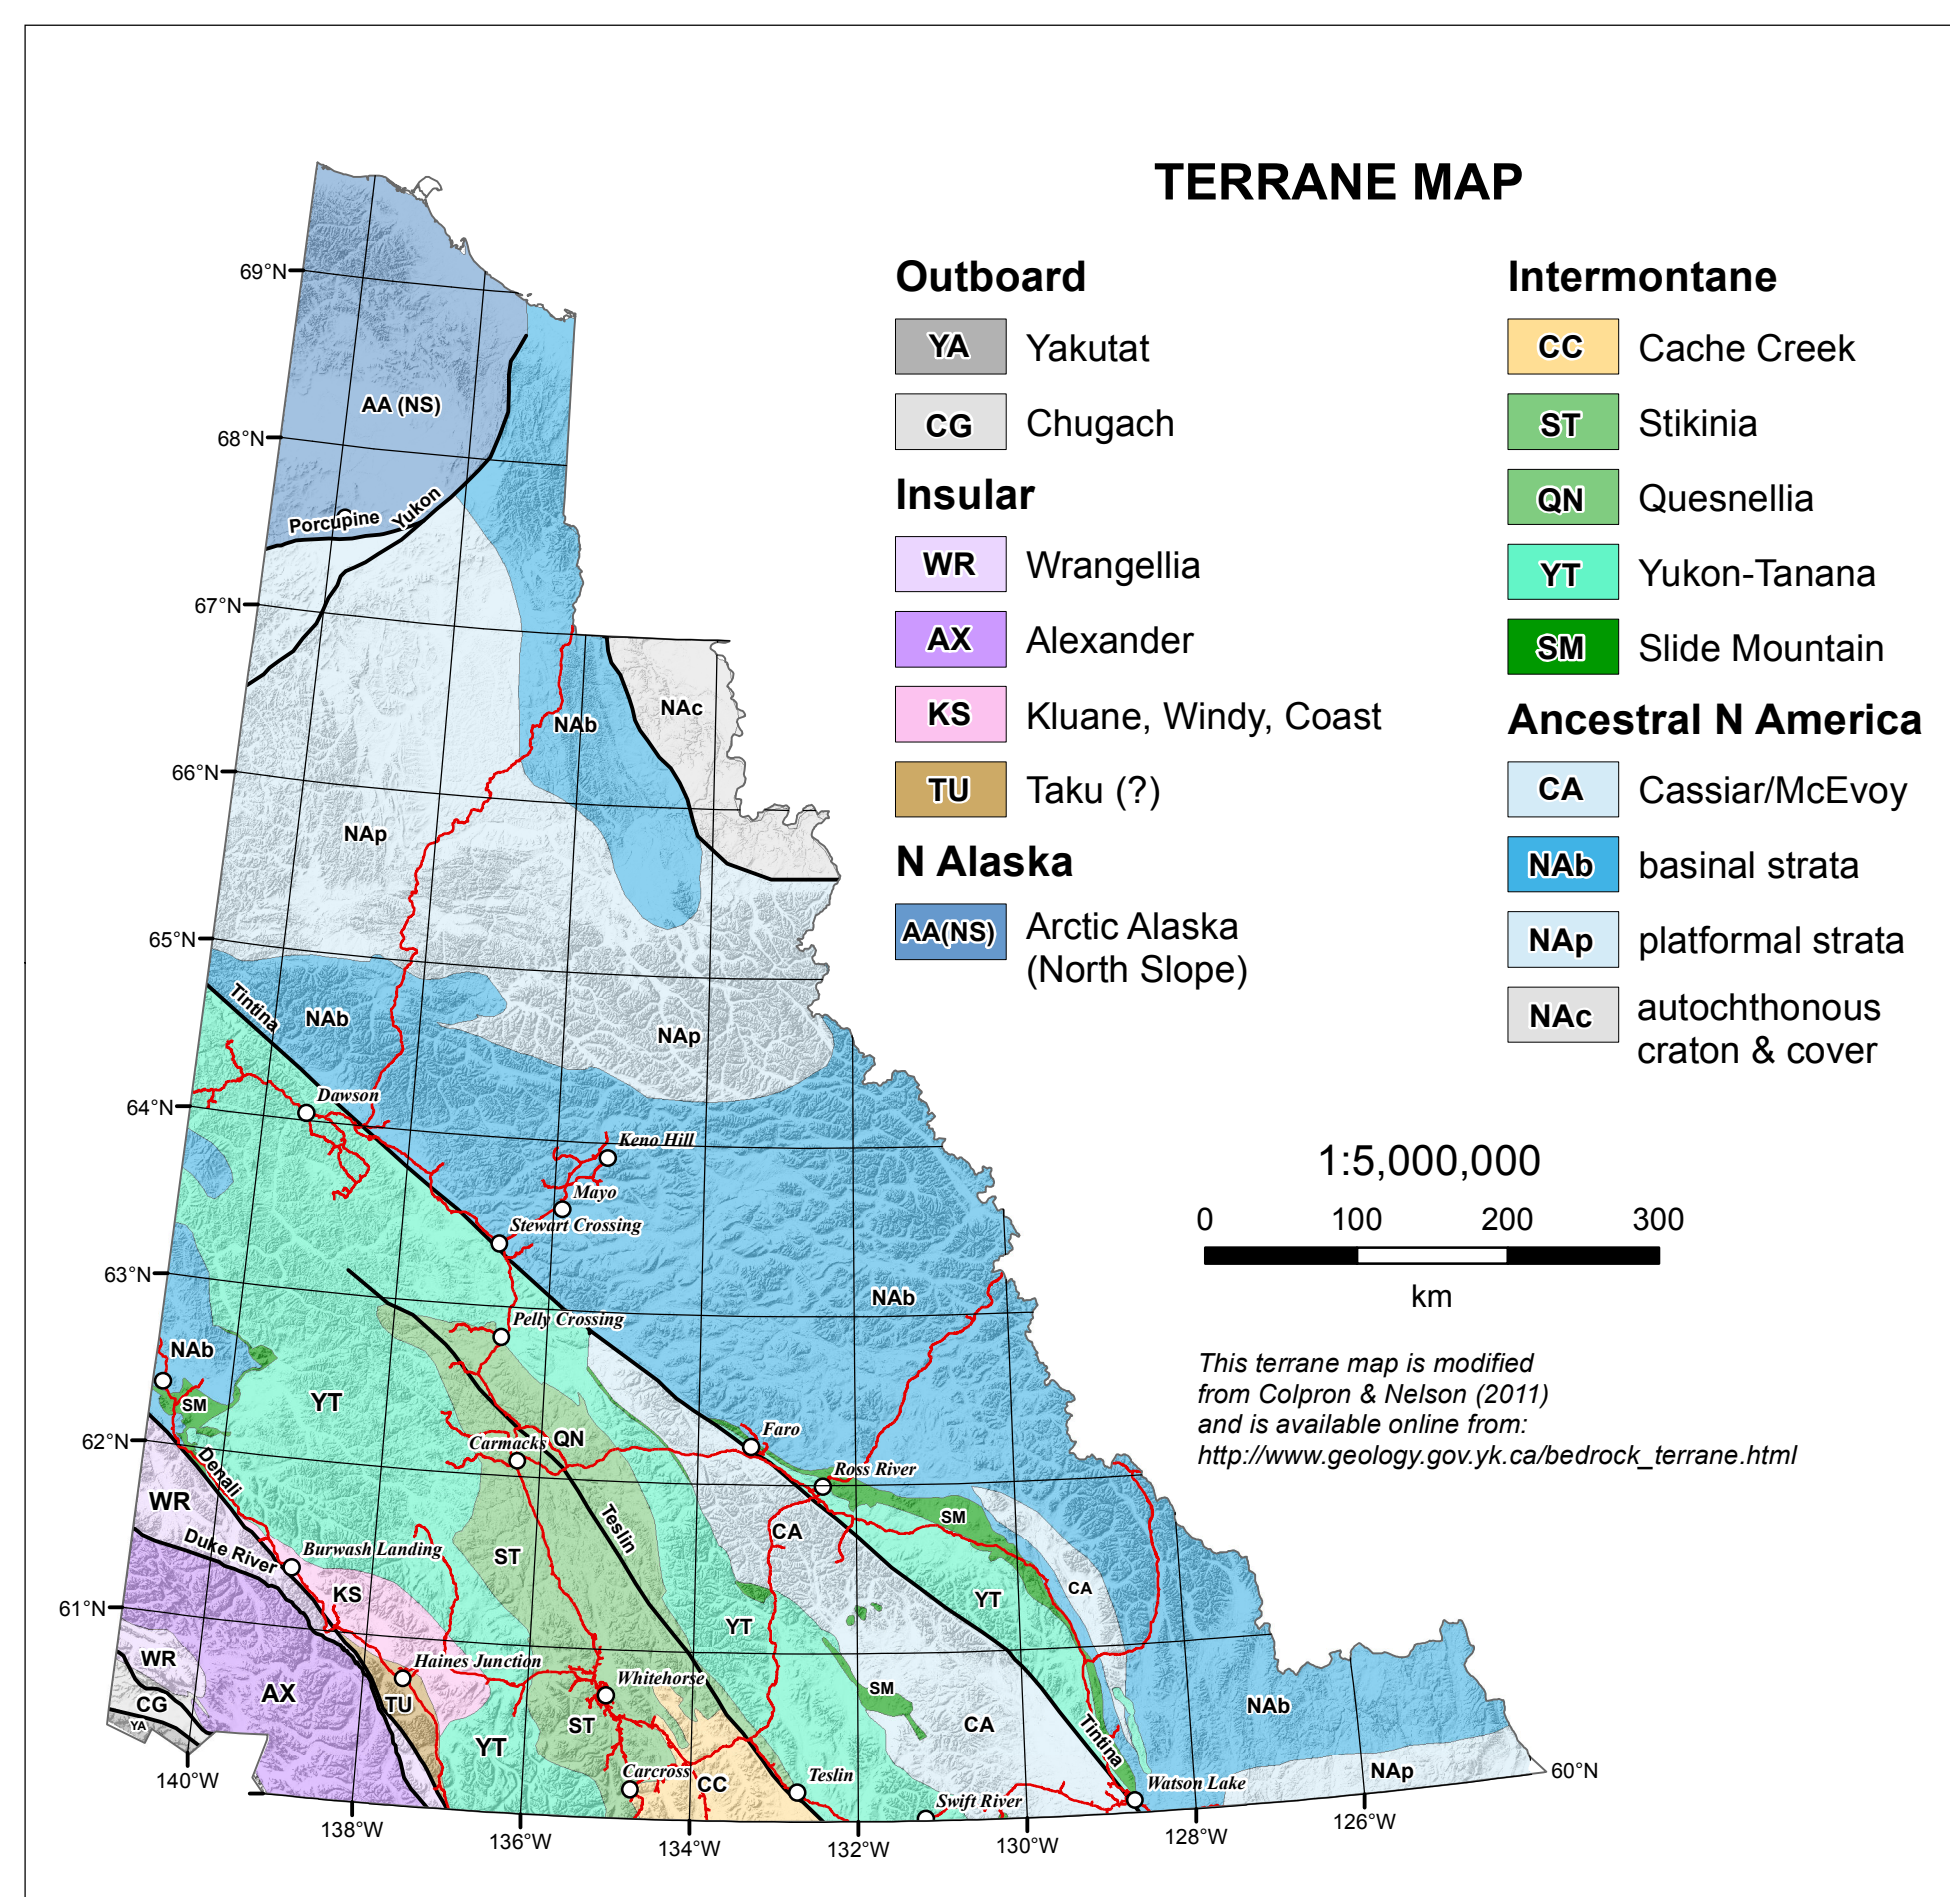 TERRANE MAP
Outboard
YA Yakutat
CG Chugach
Insular
WR Wrangellia
AX Alexander
KS Kluane, Windy, Coast
TU Taku (?)
N Alaska
AA(NS) Arctic Alaska
(North Slope)
Intermontane
CC Cache Creek
ST Stikinia
QN Quesnellia
YT Yukon-Tanana
SM Slide Mountain
Ancestral N America
CA Cassiar/McEvoy
NAb basinal strata
NAp platformal strata
NAc autochthonous
craton & cover
1:5,000,000
0 100 200 300
km
This terrane map is modified
from Colpron & Nelson (2011)
and is available online from:
http://www.geology.gov.yk.ca/bedrock_terrane.html
69°N
AA (NS)
68°N
Porcupine
Yukon
67°N
NAc
NAb
66°N
NAp
65°N
Tintina
NAb
NAp
Dawson
64°N
Keno Hill
Mayo
Stewart Crossing
63°N
NAb
Pelly Crossing
NAb
YT
SM
Faro
62°N
Carmacks
QN
Denali
Ross River
WR
Teslin
SM
CA
Duke River
Burwash Landing
ST
KS
CA
YT
61°N
YT
WR
Haines Junction
Whitehorse
AX
SM
CG
TU
NAb
YA
ST
CA
Tintina
YT
NAp
60°N
140°W
Carcross
CC
Teslin
Watson Lake
Swift River
138°W
136°W
134°W
132°W
130°W
128°W
126°W